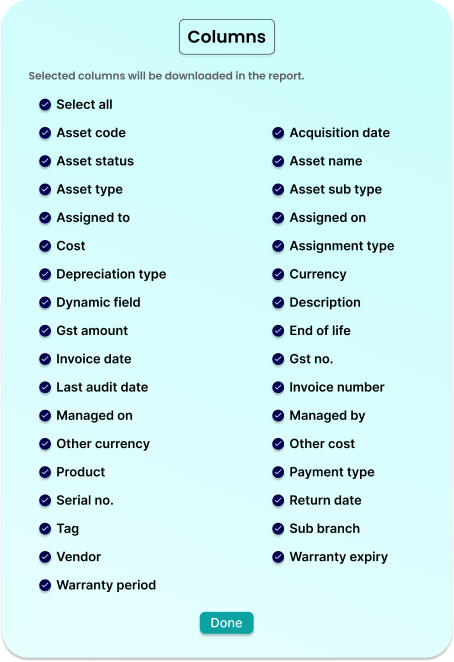 Columns
Selected columns will be downloaded in the report.
Select all
Asset code Acquisition date
Asset status Asset name
Asset type Asset sub type
Assigned to Assigned on
Cost Assignment type
Depreciation type Currency
Dynamic field Description
Gst amount End of life
Invoice date Gst no.
Last audit date Invoice number
Managed on Managed by
Other currency Other cost
Product Payment type
Serial no. Return date
Tag Sub branch
Vendor Warranty expiry
Warranty period
Done